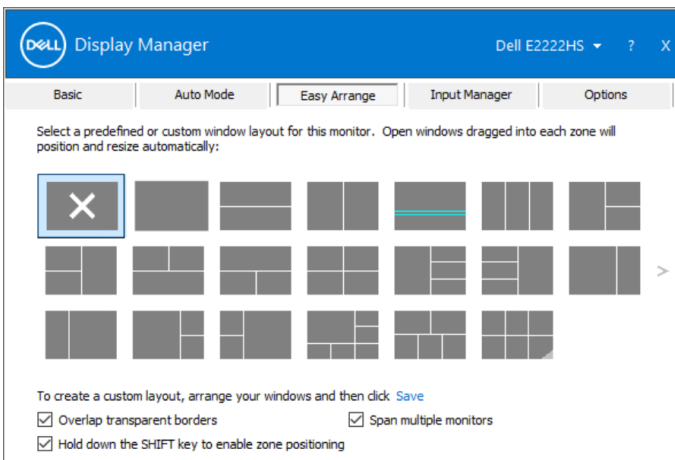 DELL Display Manager
Dell E2222HS ? X
Basic Auto Mode Easy Arrange Input Manager Options
Select a predefined or custom window layout for this monitor. Open windows dragged into each zone will
position and resize automatically:
To create a custom layout, arrange your windows and then click Save
Overlap transparent borders
Span multiple monitors
Hold down the SHIFT key to enable zone positioning